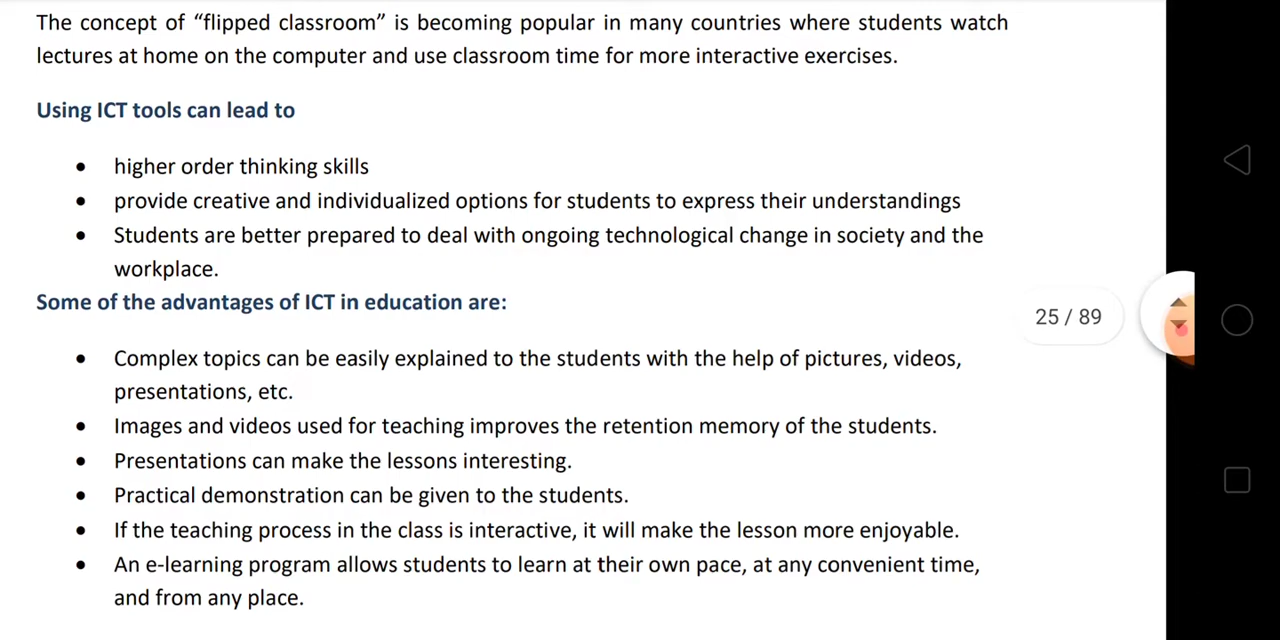 The concept of “flipped classroom” is becoming popular in many countries where students watch
lectures at home on the computer and use classroom time for more interactive exercises.
Using ICT tools can lead to
• higher order thinking skills
• provide creative and individualized options for students to express their understandings
• Students are better prepared to deal with ongoing technological change in society and the
workplace.
Some of the advantages of ICT in education are:
25 / 89
• Complex topics can be easily explained to the students with the help of pictures, videos,
presentations, etc.
• Images and videos used for teaching improves the retention memory of the students.
• Presentations can make the lessons interesting.
• Practical demonstration can be given to the students.
• If the teaching process in the class is interactive, it will make the lesson more enjoyable.
• An e-learning program allows students to learn at their own pace, at any convenient time,
and from any place.